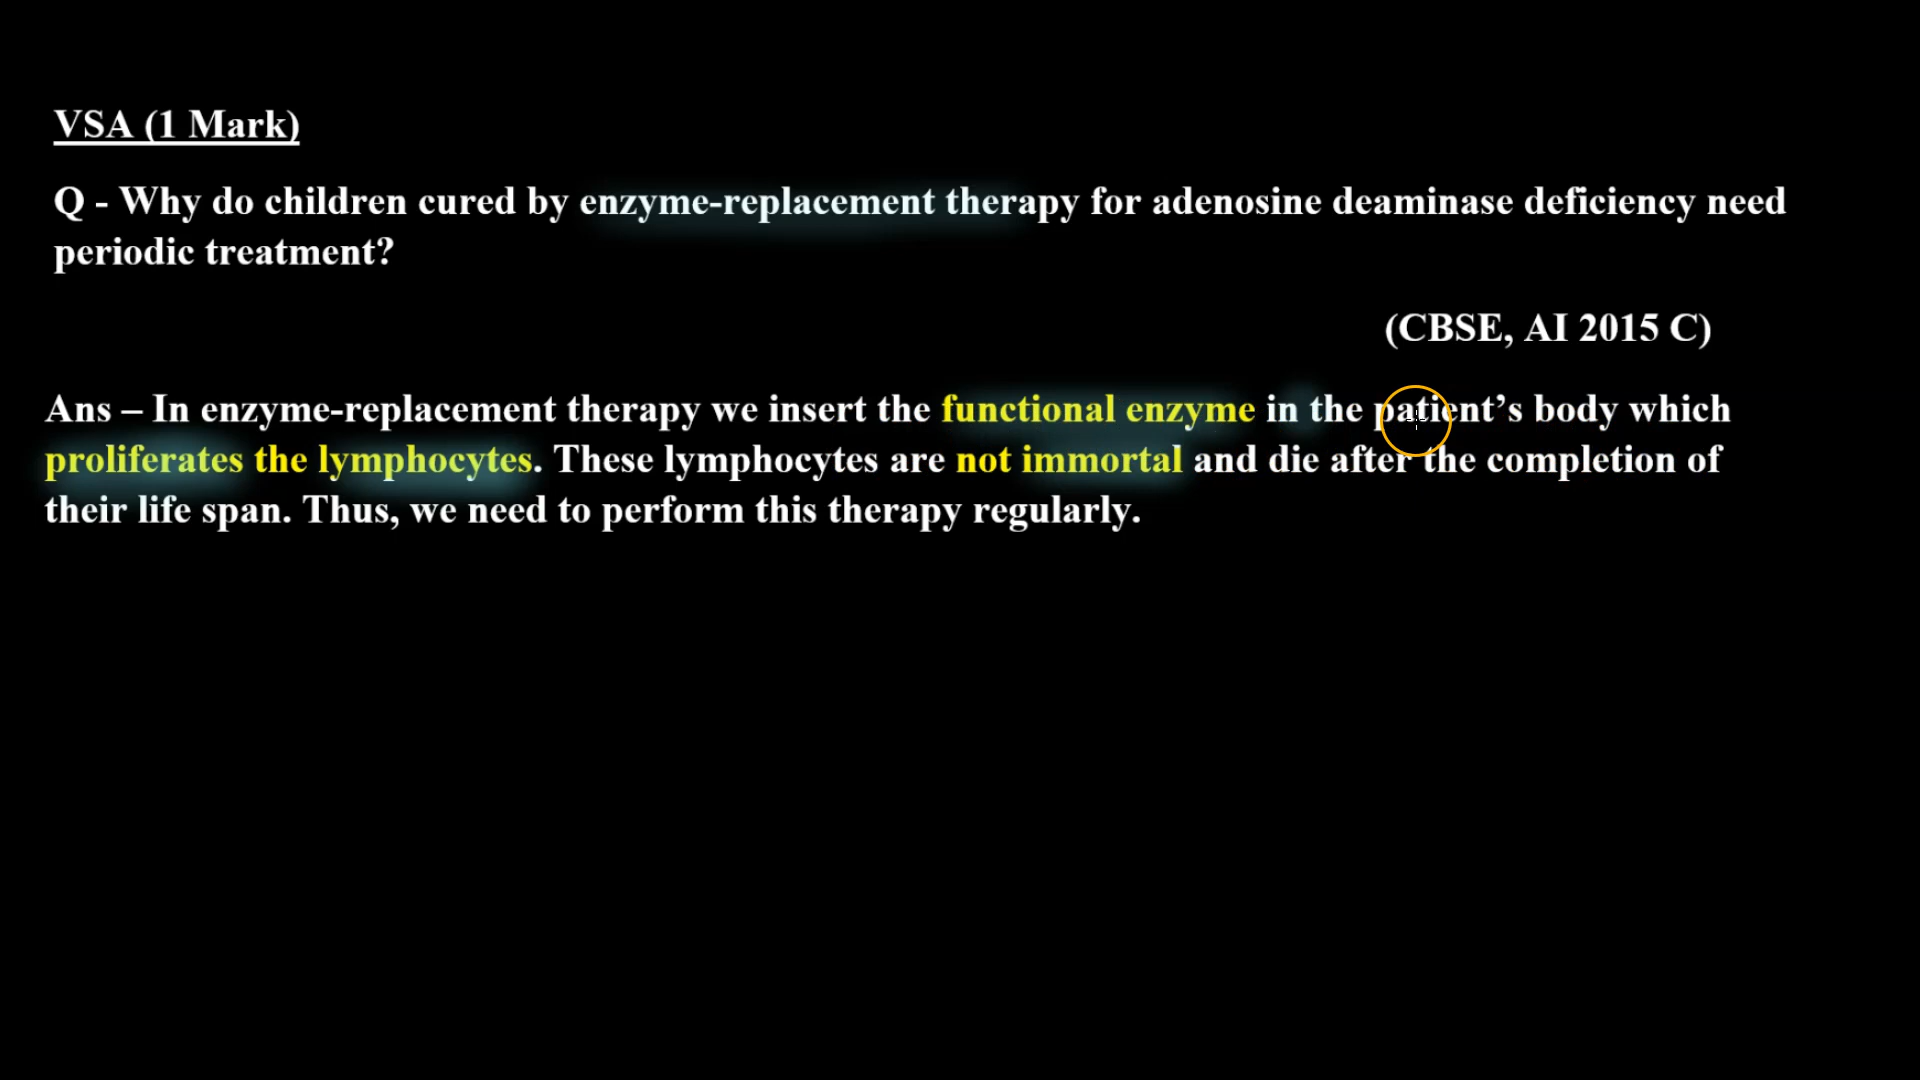 VSA (1 Mark)
Q - Why do children cured by enzyme-replacement therapy for adenosine deaminase deficiency need
periodic treatment?
(CBSE, AI 2015 C)
Ans – In enzyme-replacement therapy we insert the functional enzyme in the patient’s body which
proliferates the lymphocytes. These lymphocytes are not immortal and die after the completion of
their life span. Thus, we need to perform this therapy regularly.